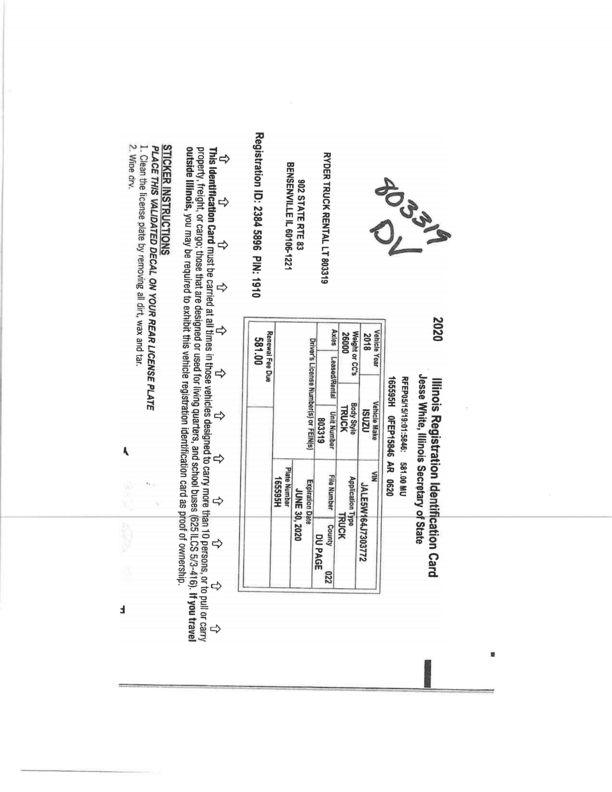 2020
Illinois Registration Identification Card
Jesse White, Illinois Secretary of State
RFEP05/15/19:01:5846: 581.00 MU
165595H 0FEP15846 AR 0620
803319
DV
RYDER TRUCK RENTAL LT 803319
902 STATE RTE 83
BENSENVILLE IL 60106-1221
Registration ID: 2384 5896 PIN: 1910
Vehicle Year Vehicle Make VIN
2018 ISUZU JALE5W164J7303772
Weight or CC's Body Style Application Type
26000 TRUCK TRUCK
Axles Leased/Rental Unit Number File Number County 022
803319 DU PAGE
Driver's License Number(s) or FEIN(s) Expiration Date
JUNE 30, 2020
Plate Number
165595H
Renewal Fee Due
581.00
This Identification Card must be carried at all times in those vehicles designed to carry more than 10 persons, or to pull or carry
property, freight, or cargo; those that are designed or used for living quarters, and school buses (625 ILCS 5/3-416). If you travel
outside Illinois, you may be required to exhibit this vehicle registration identification card as proof of ownership.
STICKER INSTRUCTIONS
PLACE THIS VALIDATED DECAL ON YOUR REAR LICENSE PLATE
1. Clean the license plate by removing all dirt, wax and tar.
2. Wipe dry.